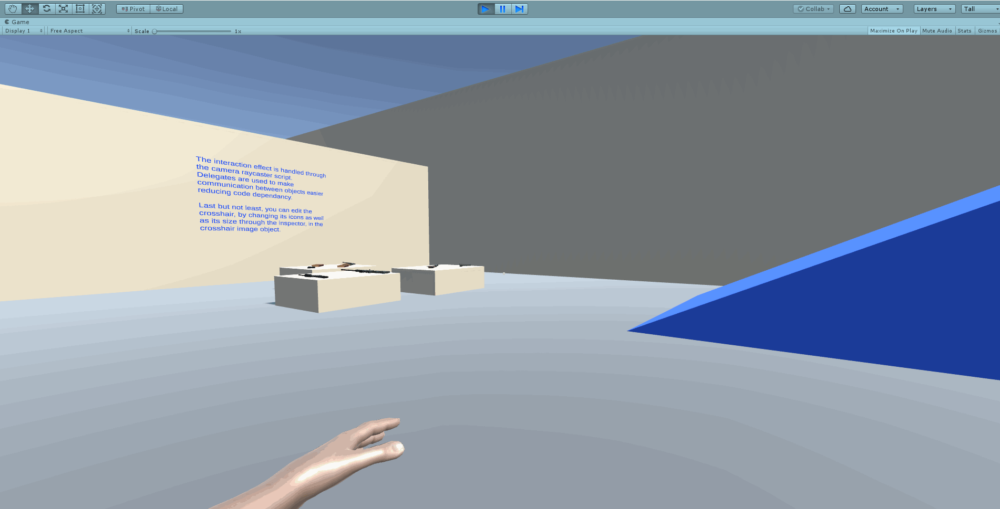 Pivot Local Collab Account Layers Tall
Game
Display 1 Free Aspect Scale 1x Maximize On Play Mute Audio Stats Gizmos
The interaction effect is handled through
the camera raycaster script.
Delegates are used to make
communication between objects easier
reducing code dependancy.
Last but not least, you can edit the
crosshair, by changing its icons as well
as its size through the inspector, in the
crosshair image object.